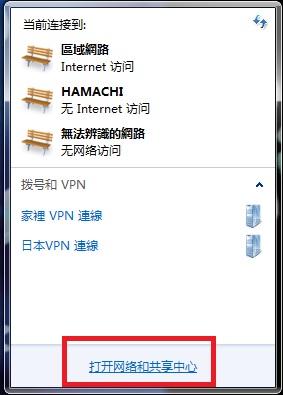 当前连接到:
區域網路
Internet 访问
HAMACHI
无 Internet 访问
無法辨識的網路
无网络访问
拨号和 VPN
家裡 VPN 連線
日本VPN 連線
打开网络和共享中心